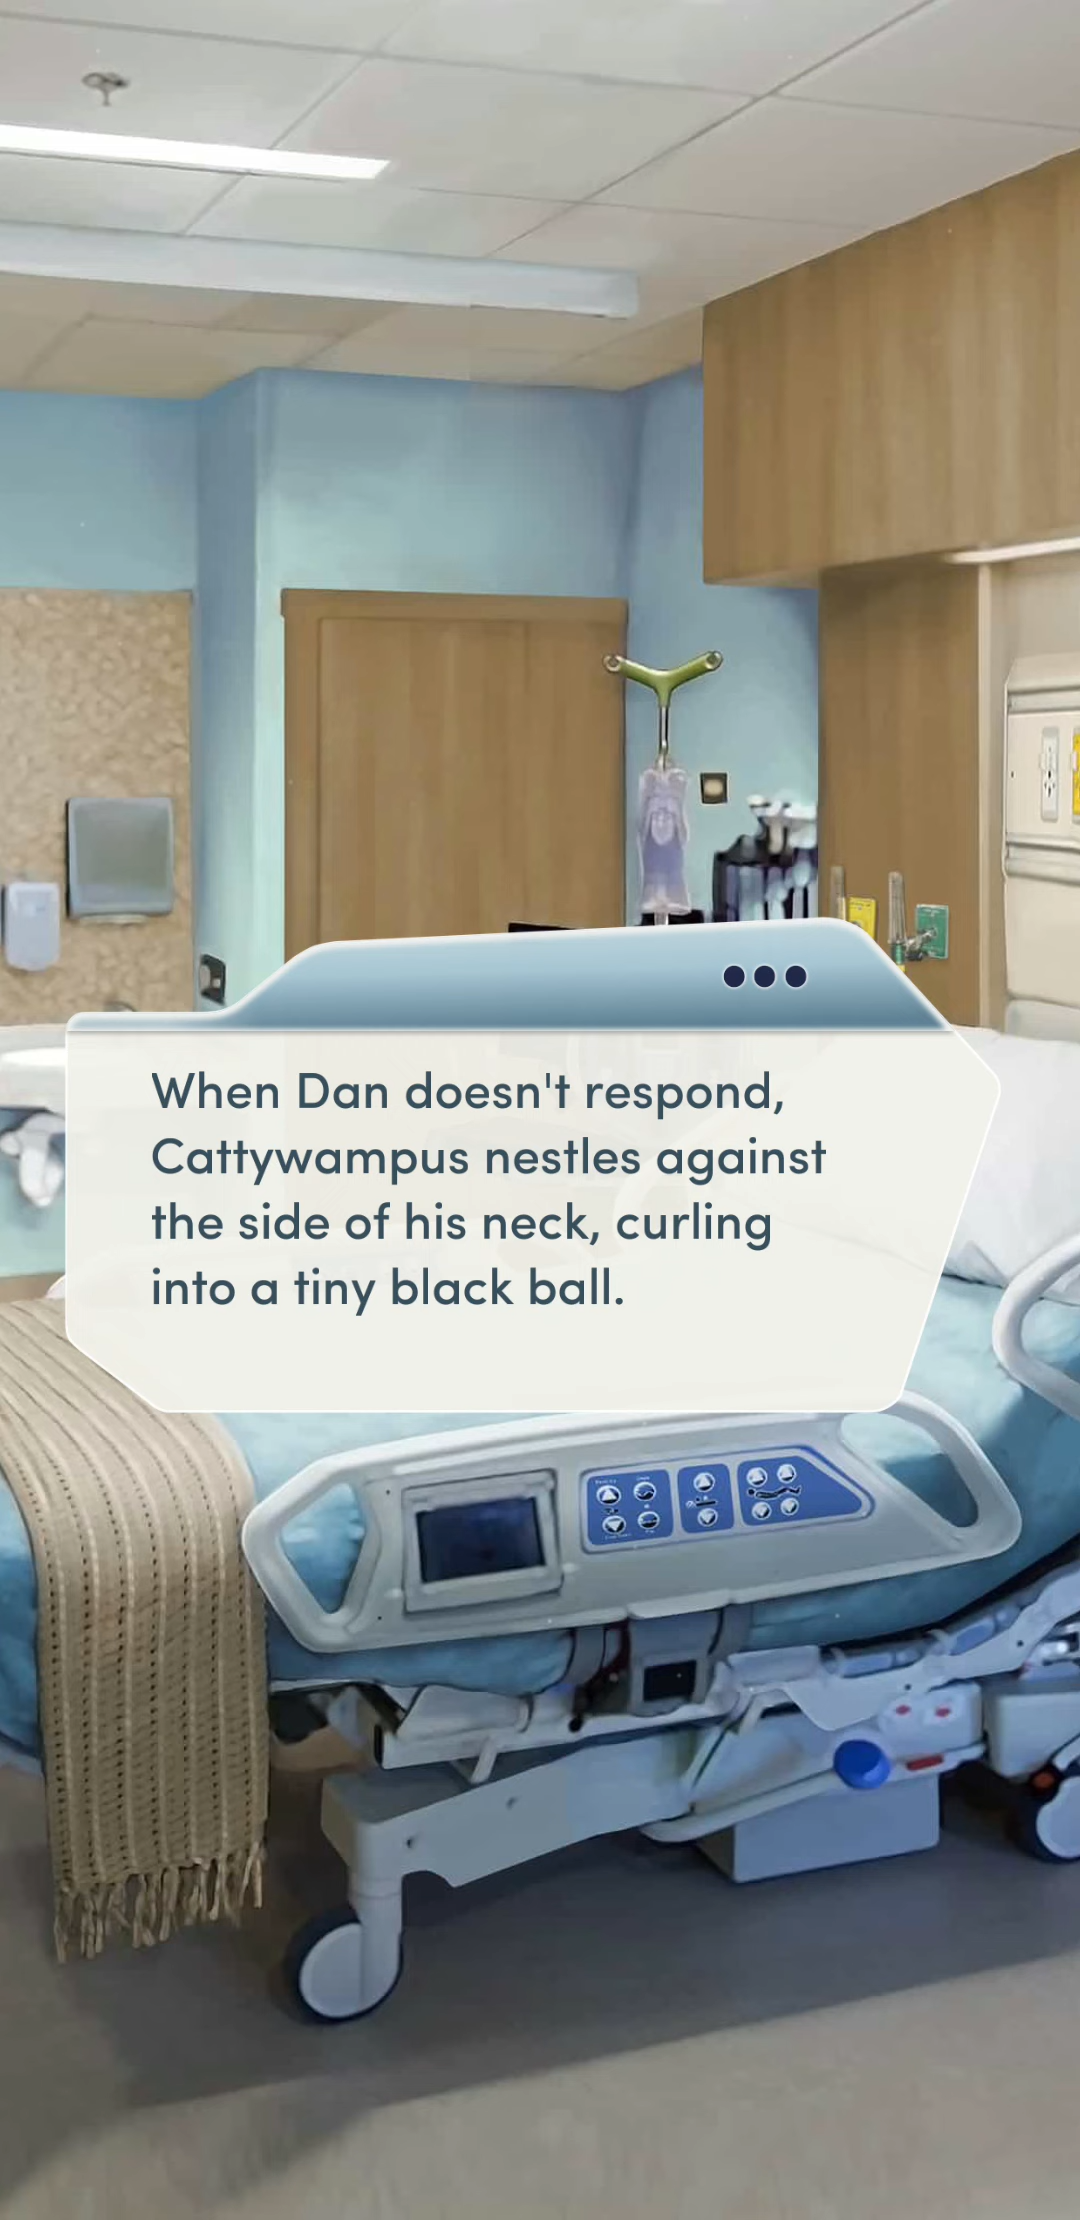 When Dan doesn't respond,
Cattywampus nestles against
the side of his neck, curling
into a tiny black ball.